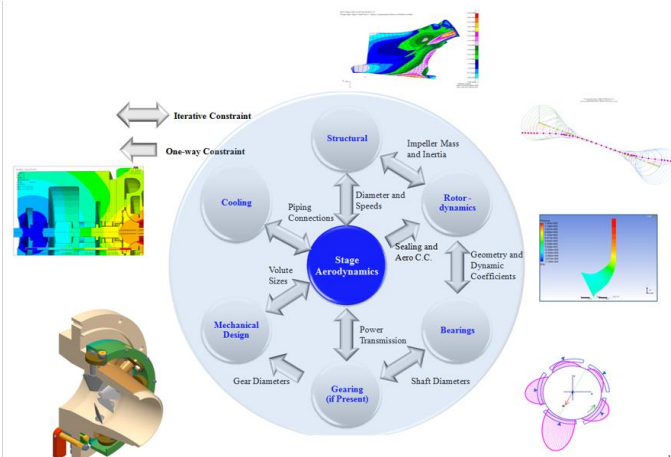 Iterative Constraint
One-way Constraint
Structural
Impeller Mass
and Inertia
Cooling
Piping
Connections
Diameter and
Speeds
Rotor -
dynamics
Stage
Aerodynamics
Sealing and
Aero C.C.
Geometry and
Dynamic
Coefficients
Volute
Sizes
Mechanical
Design
Power
Transmission
Bearings
Gear Diameters
Gearing
(if Present)
Shaft Diameters